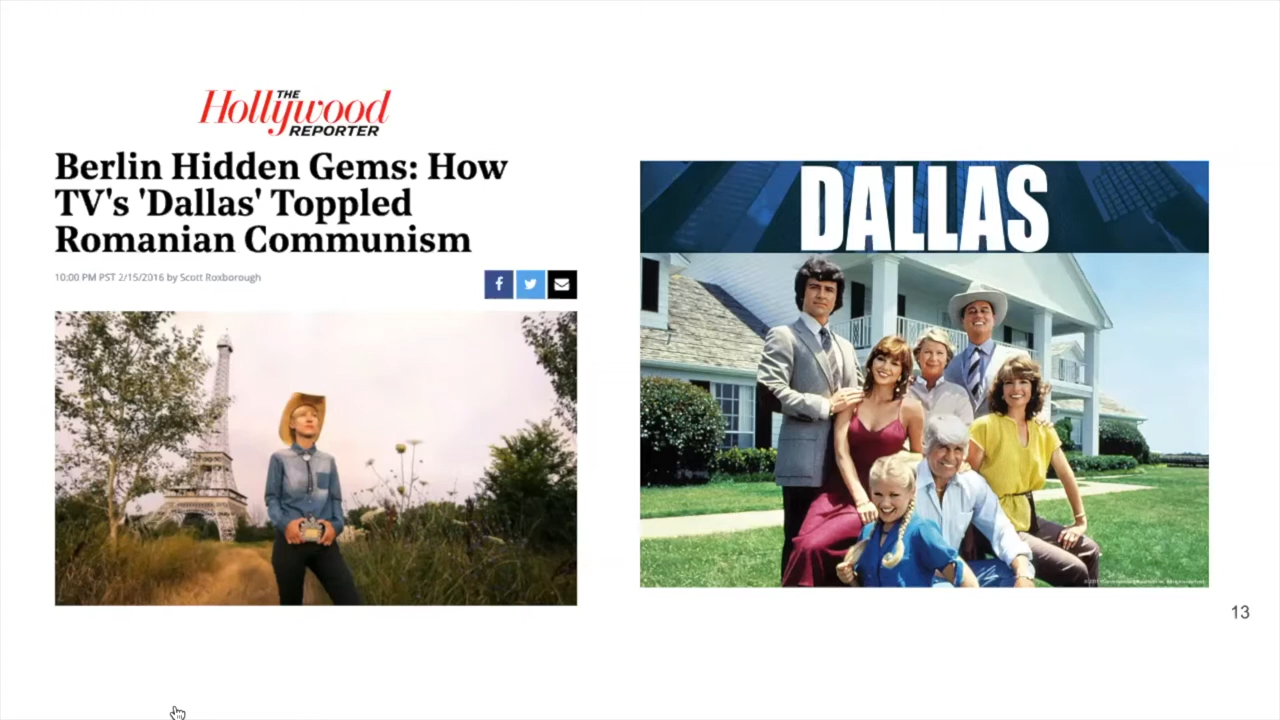 THE
Hollywood
REPORTER
Berlin Hidden Gems: How
TV's 'Dallas' Toppled
Romanian Communism
10:00 PM PST 2/15/2016 by Scott Roxborough
f
DALLAS
13